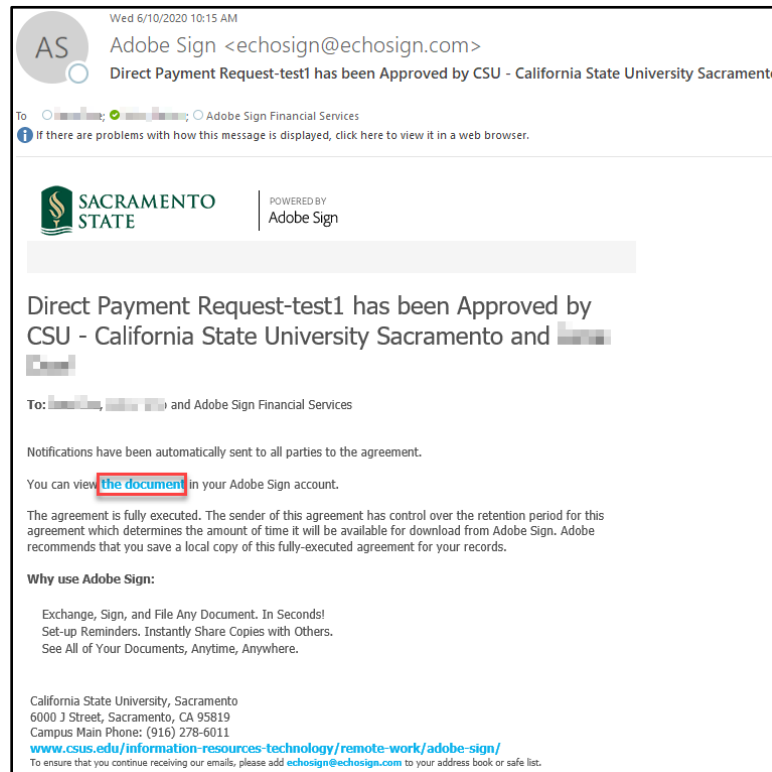 Wed 6/10/2020 10:15 AM
AS
Adobe Sign <echosign@echosign.com>
Direct Payment Request-test1 has been Approved by CSU - California State University Sacramento
To ; ; Adobe Sign Financial Services
If there are problems with how this message is displayed, click here to view it in a web browser.
SACRAMENTO
STATE
POWERED BY
Adobe Sign
Direct Payment Request-test1 has been Approved by
CSU - California State University Sacramento and
To: , and Adobe Sign Financial Services
Notifications have been automatically sent to all parties to the agreement.
You can view the document in your Adobe Sign account.
The agreement is fully executed. The sender of this agreement has control over the retention period for this
agreement which determines the amount of time it will be available for download from Adobe Sign. Adobe
recommends that you save a local copy of this fully-executed agreement for your records.
Why use Adobe Sign:
Exchange, Sign, and File Any Document. In Seconds!
Set-up Reminders. Instantly Share Copies with Others.
See All of Your Documents, Anytime, Anywhere.
California State University, Sacramento
6000 J Street, Sacramento, CA 95819
Campus Main Phone: (916) 278-6011
www.csus.edu/information-resources-technology/remote-work/adobe-sign/
To ensure that you continue receiving our emails, please add echosign@echosign.com to your address book or safe list.